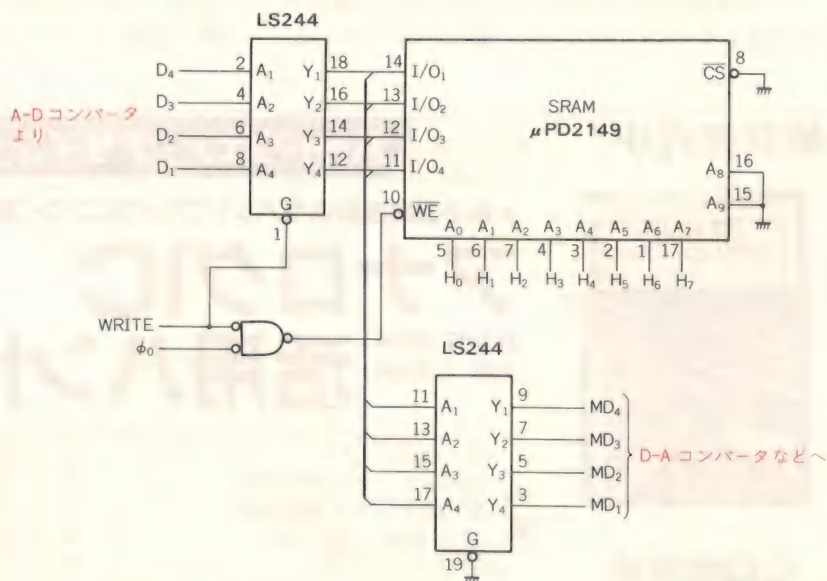 LS244
D₄ 2 A₁ Y₁ 18
D₃ 4 A₂ Y₂ 16
D₂ 6 A₃ Y₃ 14
D₁ 8 A₄ Y₄ 12
G
1
A-Dコンバータ
より
14 I/O₁
13 I/O₂
12 I/O₃
11 I/O₄
10 W̅E̅
SRAM
μPD2149
C̅S̅ 8
A₈ 16
A₉ 15
A₀ A₁ A₂ A₃ A₄ A₅ A₆ A₇
5 6 7 4 3 2 1 17
H₀ H₁ H₂ H₃ H₄ H₅ H₆ H₇
W̅R̅I̅T̅E̅
φ₀
LS244
11 A₁ Y₁ 9 MD₄
13 A₂ Y₂ 7 MD₃
15 A₃ Y₃ 5 MD₂
17 A₄ Y₄ 3 MD₁
G
19
D-Aコンバータなどへ